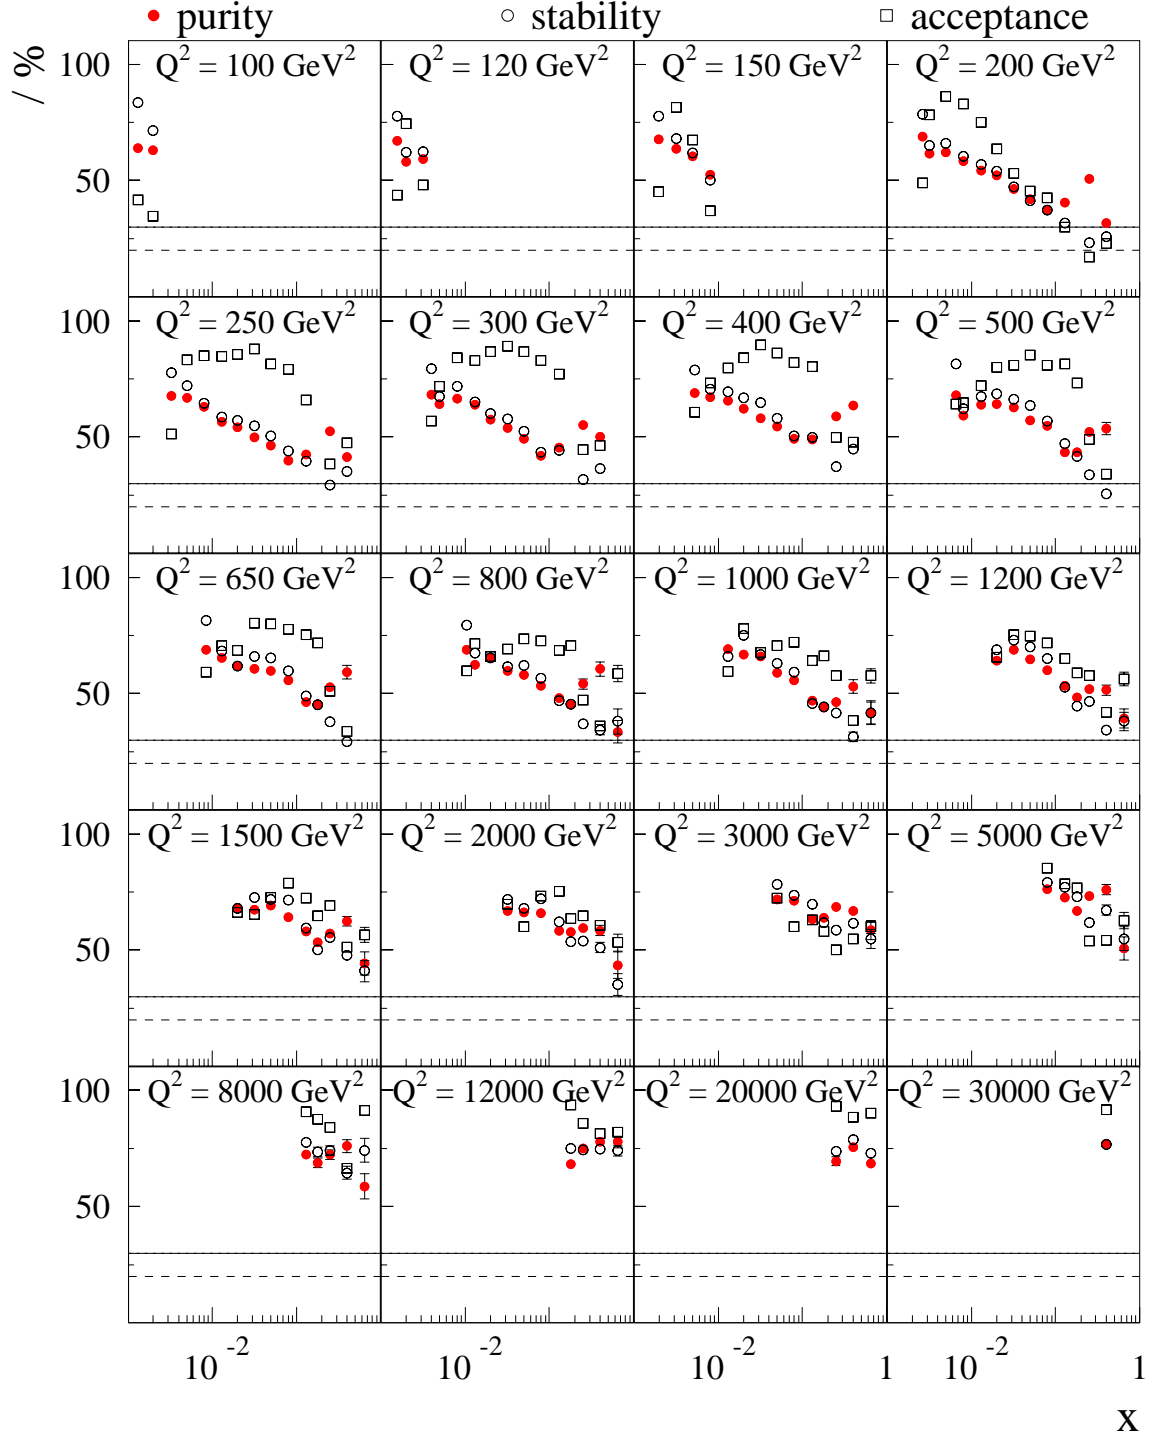 purity stability acceptance
/ %
Q² = 100 GeV² Q² = 120 GeV² Q² = 150 GeV² Q² = 200 GeV²
100
50
Q² = 250 GeV² Q² = 300 GeV² Q² = 400 GeV² Q² = 500 GeV²
100
50
Q² = 650 GeV² Q² = 800 GeV² Q² = 1000 GeV² Q² = 1200 GeV²
100
50
Q² = 1500 GeV² Q² = 2000 GeV² Q² = 3000 GeV² Q² = 5000 GeV²
100
50
Q² = 8000 GeV² Q² = 12000 GeV² Q² = 20000 GeV² Q² = 30000 GeV²
100
50
10⁻² 10⁻² 10⁻² 1 10⁻² 1
x